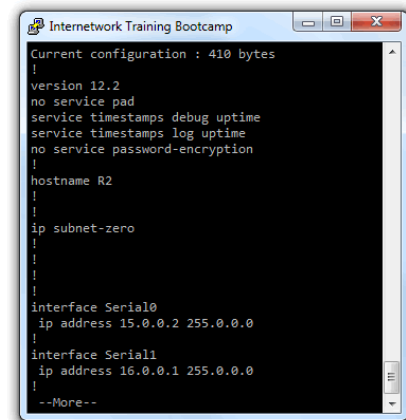 Internetwork Training Bootcamp
Current configuration : 410 bytes
!
version 12.2
no service pad
service timestamps debug uptime
service timestamps log uptime
no service password-encryption
!
hostname R2
!
!
ip subnet-zero
!
!
!
!
interface Serial0
 ip address 15.0.0.2 255.0.0.0
!
interface Serial1
 ip address 16.0.0.1 255.0.0.0
!
 --More--